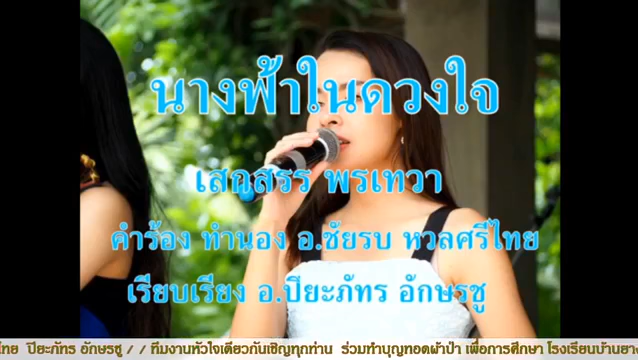 นางฟ้าในดวงใจ
เสกสรร พรเทวา
คำร้อง ทำนอง อ.ชัยรบ หวลศรีไทย
เรียบเรียง อ.ปิยะภัทร อักษรชู
ไทย ปิยะภัทร อักษรชู / / ทีมงานหัวใจเดียวกันเชิญทุกท่าน ร่วมทำบุญทอดผ้าป่า เพื่อการศึกษา โรงเรียนบ้านยาง